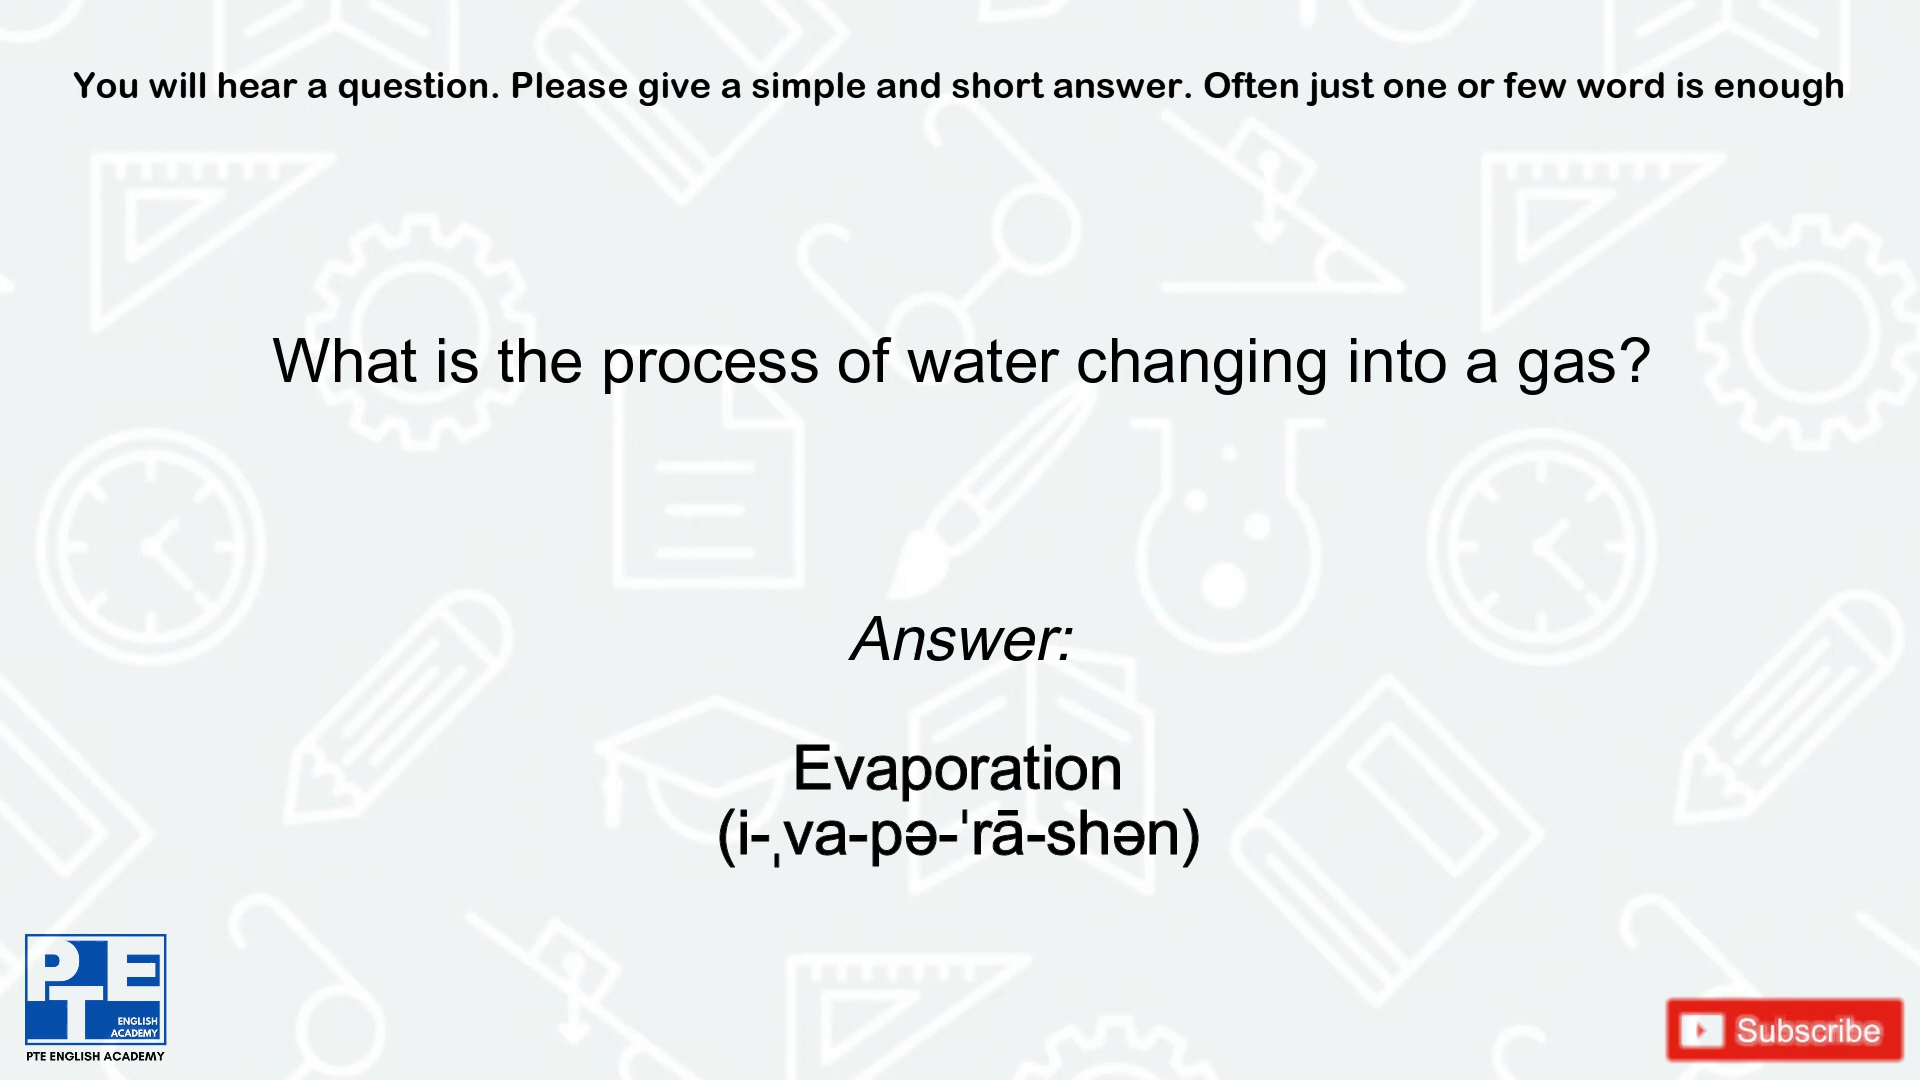 You will hear a question. Please give a simple and short answer. Often just one or few word is enough
What is the process of water changing into a gas?
Answer:
Evaporation
(i-ˌva-pə-ˈrā-shən)
PTE
ENGLISH
ACADEMY
PTE ENGLISH ACADEMY
Subscribe